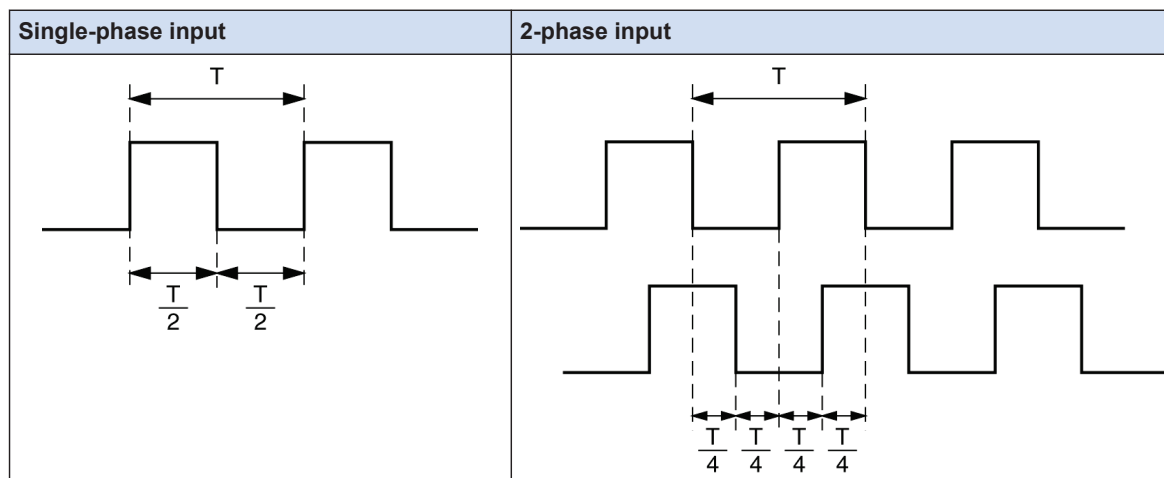 Single-phase input
2-phase input
T
T/2 T/2
T
T/4 T/4 T/4 T/4